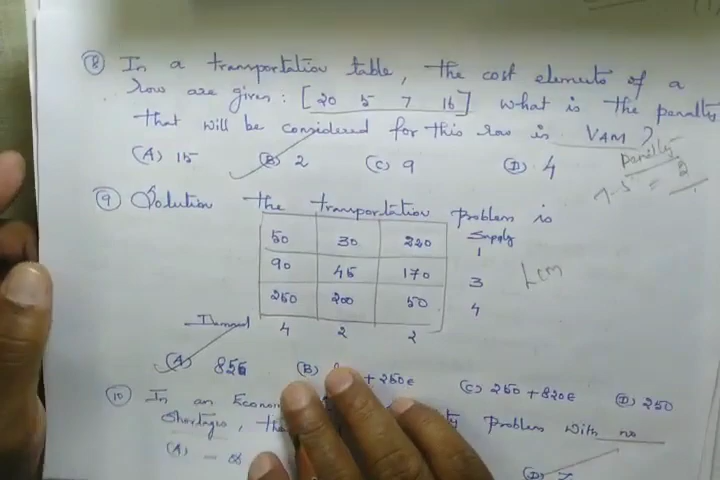 ⑧ In a transportation table, the cost elements of a
row are given: [20 5 7 16] what is the penalty
that will be considered for this row in VAM?
(A) 15 (B) 2 (C) 9 (D) 4
penalty
7-5 = 2
⑨ Solution the transportation problem is
Supply
50 30 220 1
90 45 170 3
250 200 50 4
Lcm
Demand 4 2 2
(A) 855 (B) + 250€ (C) 250 + 820€ (D) 250
⑩ In an Econom
Shortages, the problem with no
(A) - ∞ (D)